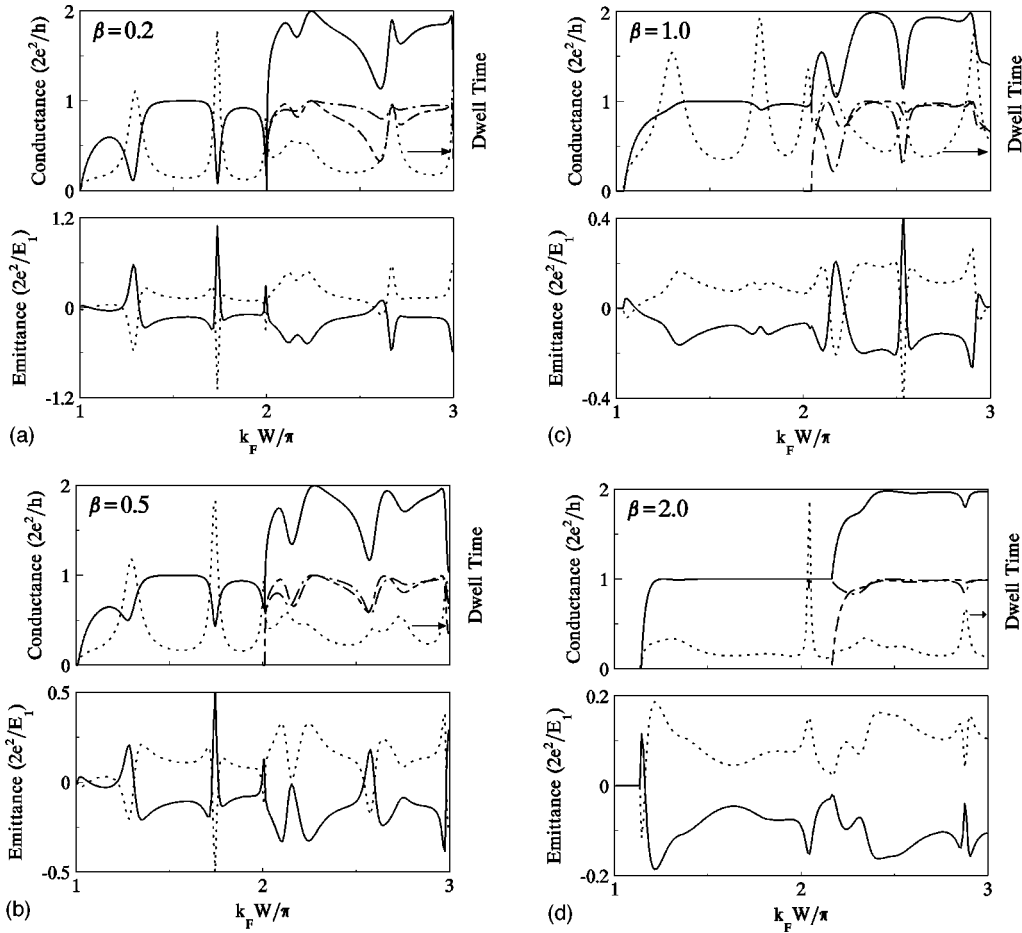 β=0.2
Conductance (2e²/h)
2
1
0
Dwell Time
Emittance (2e²/E₁)
1.2
0
-1.2
1
2
3
k_F W/π
(a)
β=1.0
Conductance (2e²/h)
2
1
0
Dwell Time
Emittance (2e²/E₁)
0.4
0
-0.4
1
2
3
k_F W/π
(c)
β=0.5
Conductance (2e²/h)
2
1
0
Dwell Time
Emittance (2e²/E₁)
0.5
0
-0.5
1
2
3
k_F W/π
(b)
β=2.0
Conductance (2e²/h)
2
1
0
Dwell Time
Emittance (2e²/E₁)
0.2
0
-0.2
1
2
3
k_F W/π
(d)